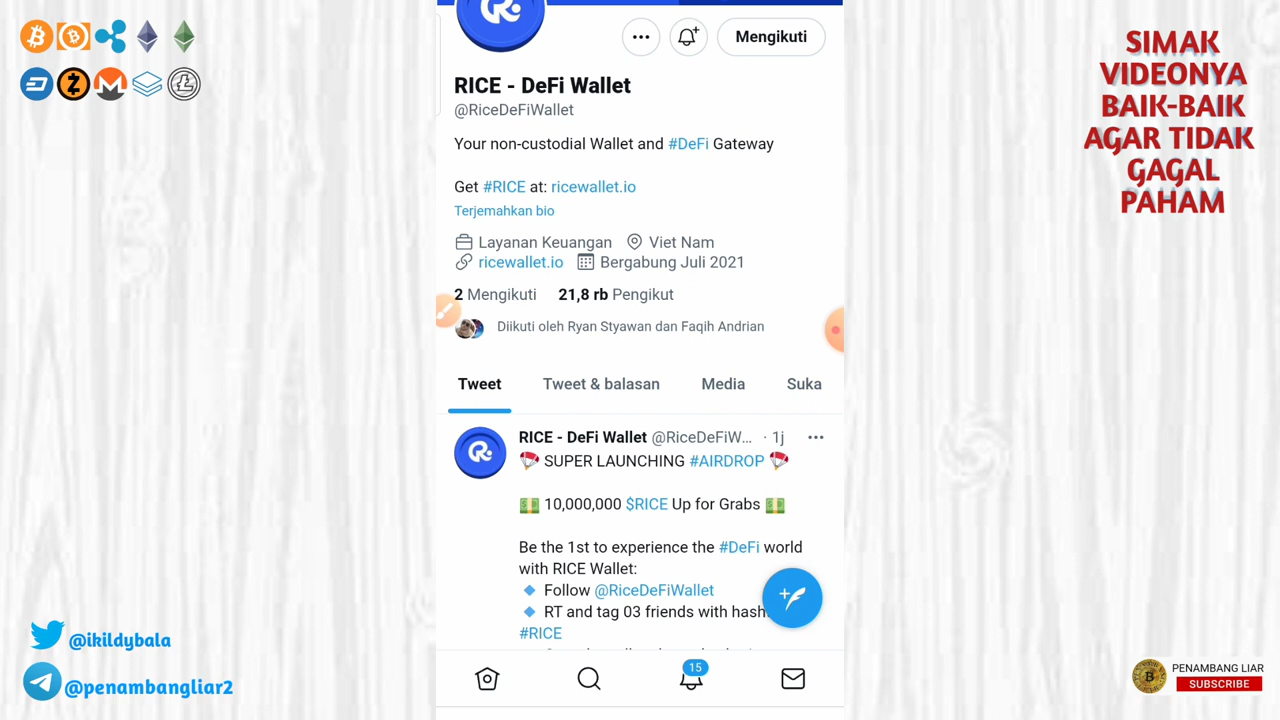 Mengikuti
RICE - DeFi Wallet
@RiceDeFiWallet
Your non-custodial Wallet and #DeFi Gateway
Get #RICE at: ricewallet.io
Terjemahkan bio
Layanan Keuangan Viet Nam
ricewallet.io Bergabung Juli 2021
2 Mengikuti 21,8 rb Pengikut
Diikuti oleh Ryan Styawan dan Faqih Andrian
Tweet Tweet & balasan Media Suka
RICE - DeFi Wallet @RiceDeFiW... · 1j
SUPER LAUNCHING #AIRDROP
10,000,000 $RICE Up for Grabs
Be the 1st to experience the #DeFi world
with RICE Wallet:
Follow @RiceDeFiWallet
RT and tag 03 friends with hash
#RICE
15
SIMAK
VIDEONYA
BAIK-BAIK
AGAR TIDAK
GAGAL
PAHAM
@ikildybala
@penambangliar2
PENAMBANG LIAR
SUBSCRIBE